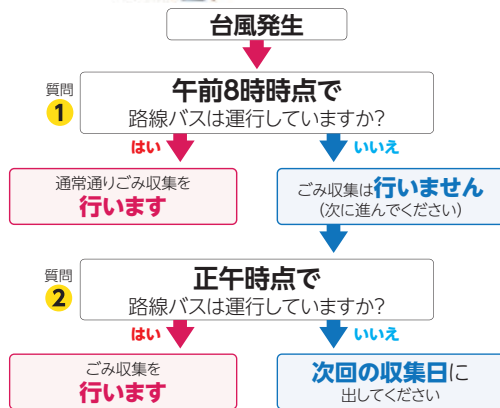 台風発生
質問
1
午前8時時点で
路線バスは運行していますか?
はい
いいえ
通常通りごみ収集を
行います
ごみ収集は行いません
(次に進んでください)
質問
2
正午時点で
路線バスは運行していますか?
はい
いいえ
ごみ収集を
行います
次回の収集日に
出してください